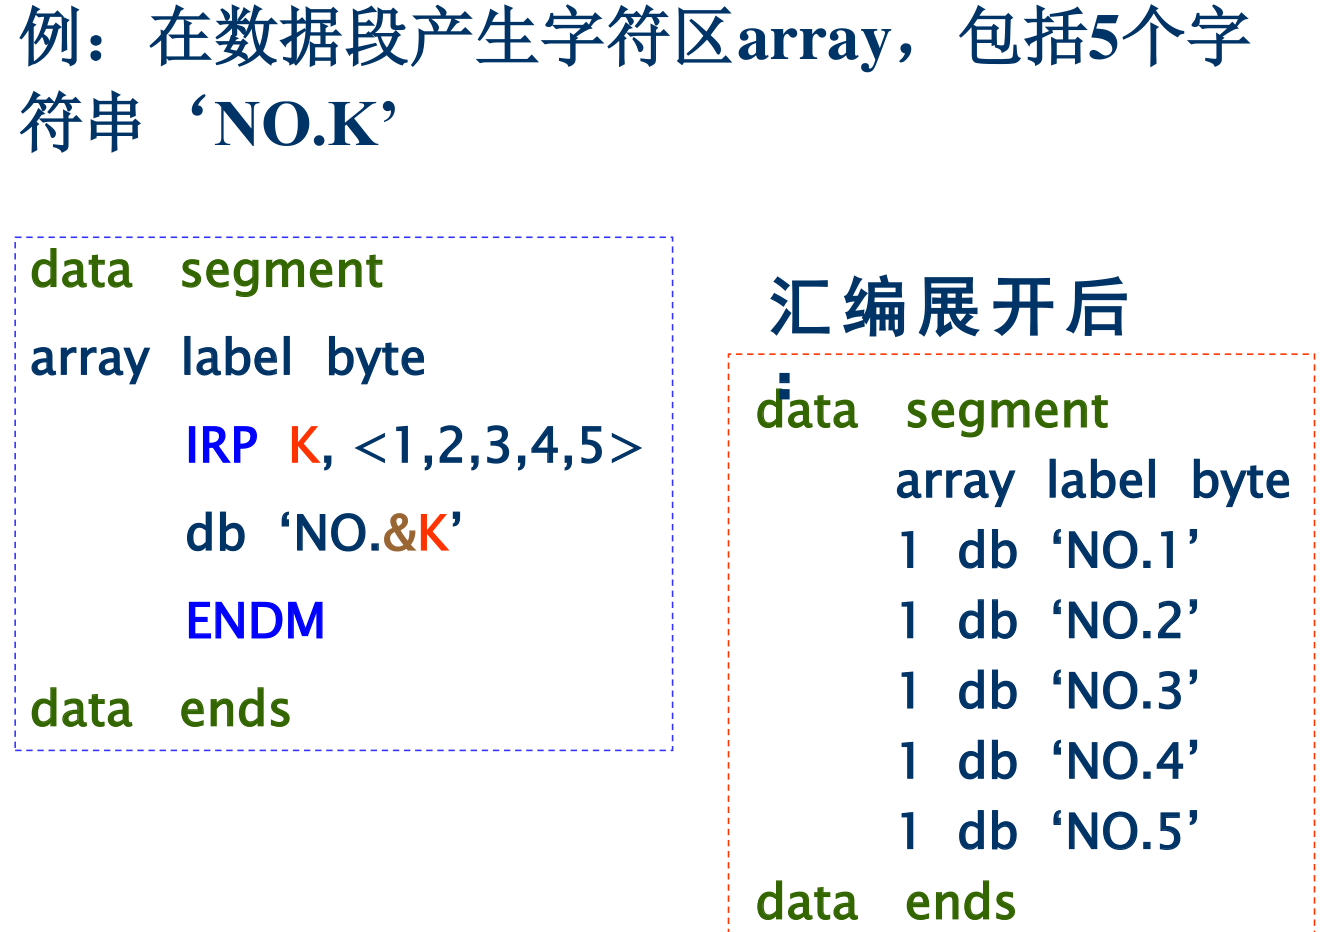 例：在数据段产生字符区array，包括5个字
符串 ‘NO.K’
data segment
array label byte
IRP K, <1,2,3,4,5>
db ‘NO.&K’
ENDM
data ends
汇编展开后
:
data segment
array label byte
1 db ‘NO.1’
1 db ‘NO.2’
1 db ‘NO.3’
1 db ‘NO.4’
1 db ‘NO.5’
data ends